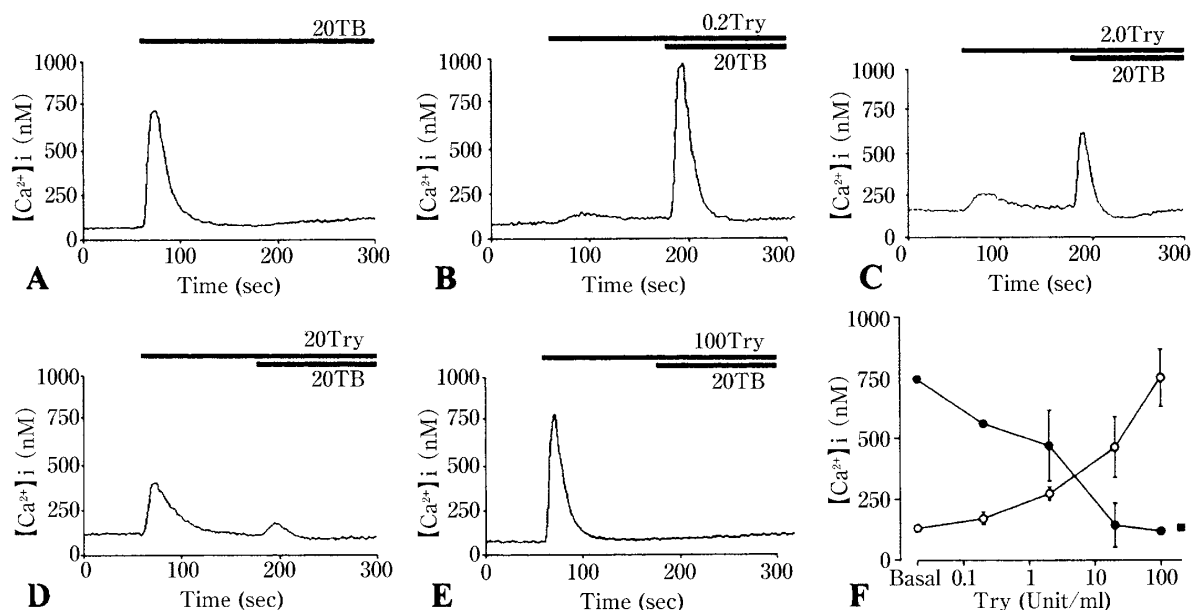 20TB
1000
750
500
250
0
【Ca²⁺】i (nM)
0 100 200 300
Time (sec)
A
0.2Try
20TB
1000
750
500
250
0
【Ca²⁺】i (nM)
0 100 200 300
Time (sec)
B
2.0Try
20TB
1000
750
500
250
0
【Ca²⁺】i (nM)
0 100 200 300
Time (sec)
C
20Try
20TB
1000
750
500
250
0
【Ca²⁺】i (nM)
0 100 200 300
Time (sec)
D
100Try
20TB
1000
750
500
250
0
【Ca²⁺】i (nM)
0 100 200 300
Time (sec)
E
1000
750
500
250
0
【Ca²⁺】i (nM)
Basal 0.1 1 10 100
Try (Unit/ml)
F